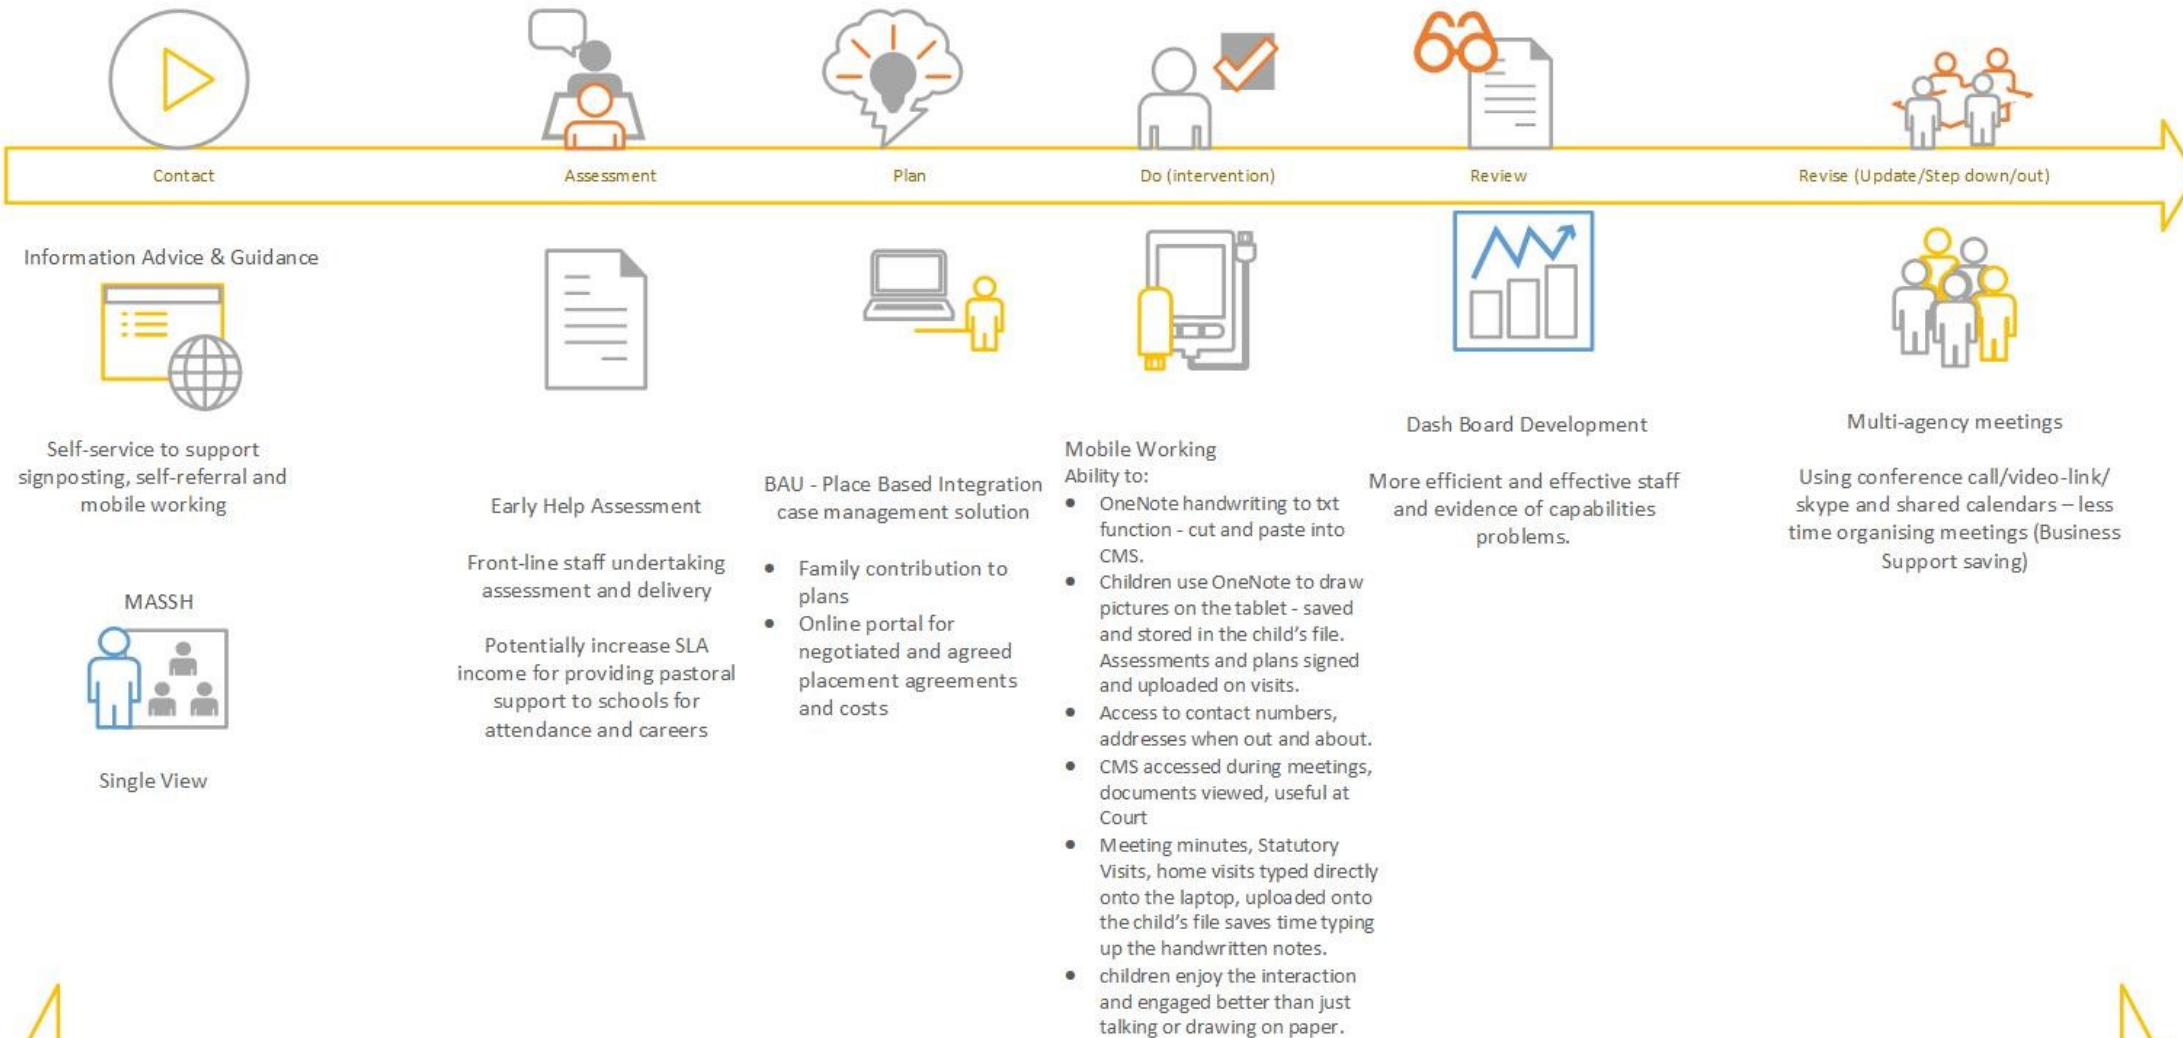 Contact
Assessment
Plan
Do (intervention)
Review
Revise (Update/Step down/out)
Information Advice & Guidance
Self-service to support
signposting, self-referral and
mobile working
MASSH
Single View
Early Help Assessment
Front-line staff undertaking
assessment and delivery
Potentially increase SLA
income for providing pastoral
support to schools for
attendance and careers
BAU - Place Based Integration
case management solution
• Family contribution to
plans
• Online portal for
negotiated and agreed
placement agreements
and costs
Mobile Working
Ability to:
• OneNote handwriting to txt
function - cut and paste into
CMS.
• Children use OneNote to draw
pictures on the tablet - saved
and stored in the child's file.
Assessments and plans signed
and uploaded on visits.
• Access to contact numbers,
addresses when out and about.
• CMS accessed during meetings,
documents viewed, useful at
Court
• Meeting minutes, Statutory
Visits, home visits typed directly
onto the laptop, uploaded onto
the child's file saves time typing
up the handwritten notes.
• children enjoy the interaction
and engaged better than just
talking or drawing on paper.
Dash Board Development
More efficient and effective staff
and evidence of capabilities
problems.
Multi-agency meetings
Using conference call/video-link/
skype and shared calendars – less
time organising meetings (Business
Support saving)